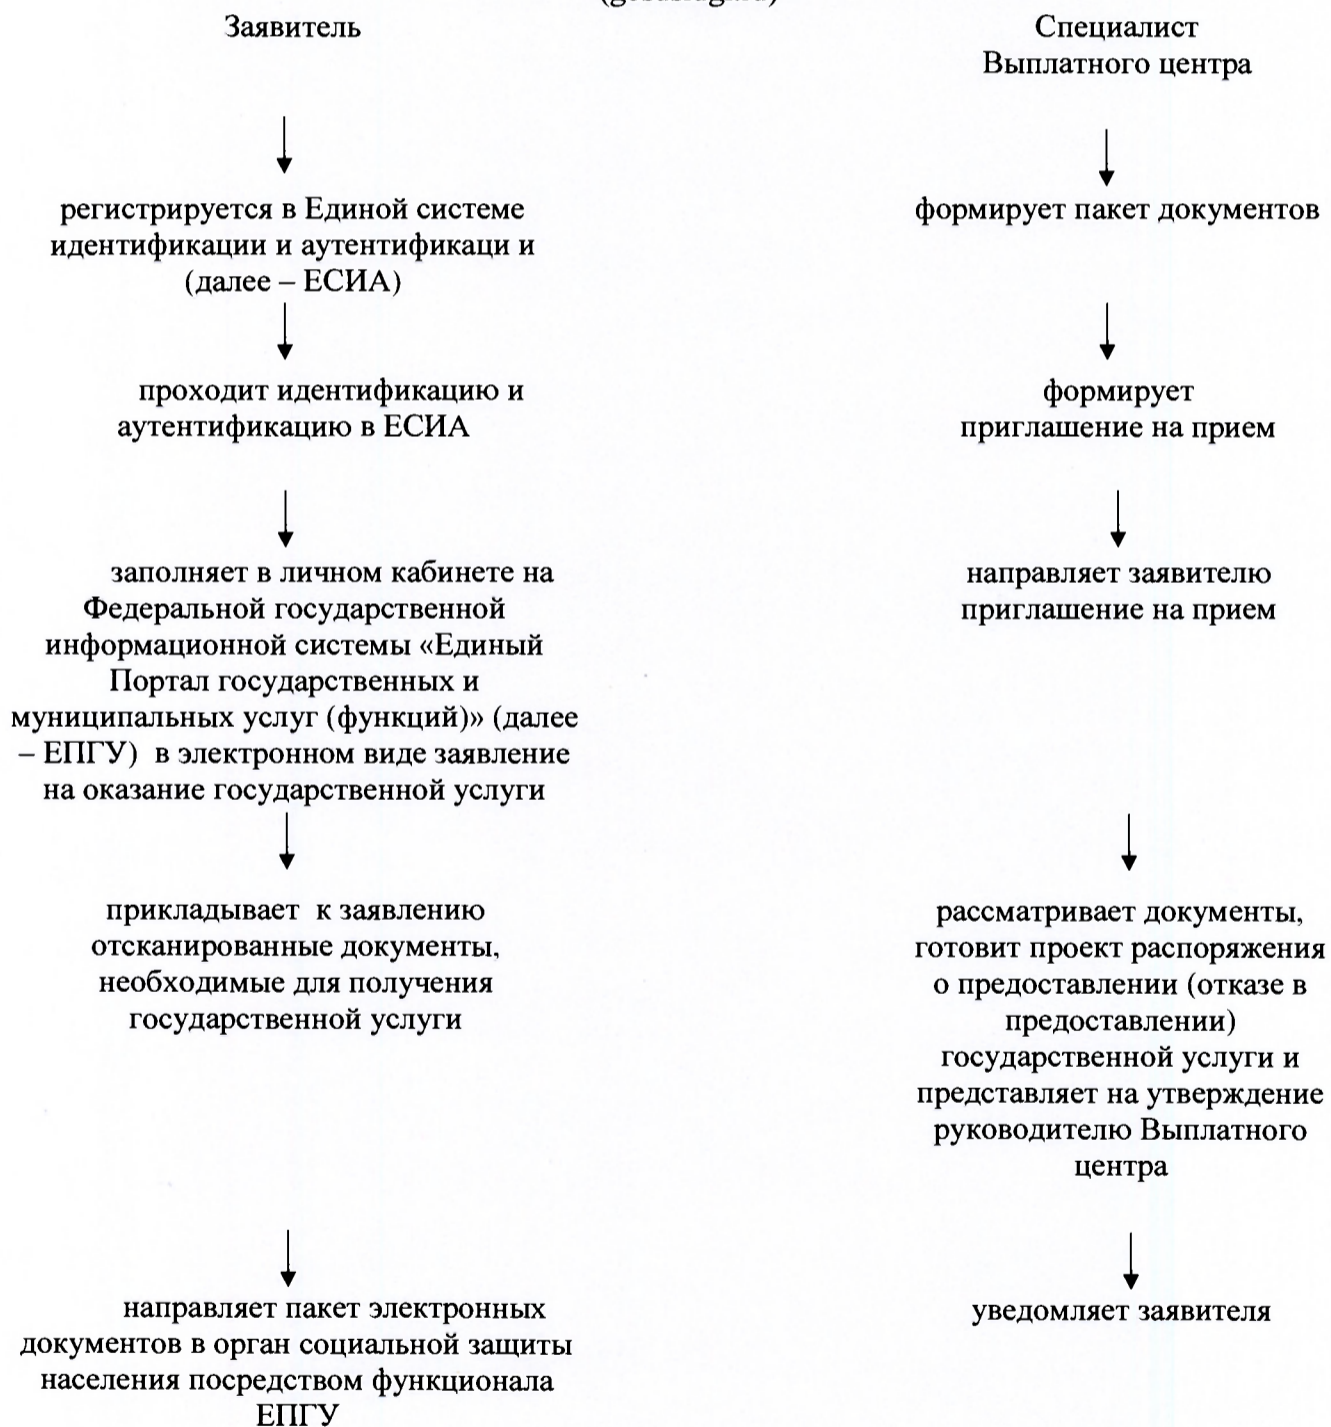 Заявитель
регистрируется в Единой системе
идентификации и аутентификаци и
(далее – ЕСИА)
проходит идентификацию и
аутентификацию в ЕСИА
заполняет в личном кабинете на
Федеральной государственной
информационной системы «Единый
Портал государственных и
муниципальных услуг (функций)» (далее
– ЕПГУ) в электронном виде заявление
на оказание государственной услуги
прикладывает к заявлению
отсканированные документы,
необходимые для получения
государственной услуги
направляет пакет электронных
документов в орган социальной защиты
населения посредством функционала
ЕПГУ
Специалист
Выплатного центра
формирует пакет документов
формирует
приглашение на прием
направляет заявителю
приглашение на прием
рассматривает документы,
готовит проект распоряжения
о предоставлении (отказе в
предоставлении)
государственной услуги и
представляет на утверждение
руководителю Выплатного
центра
уведомляет заявителя